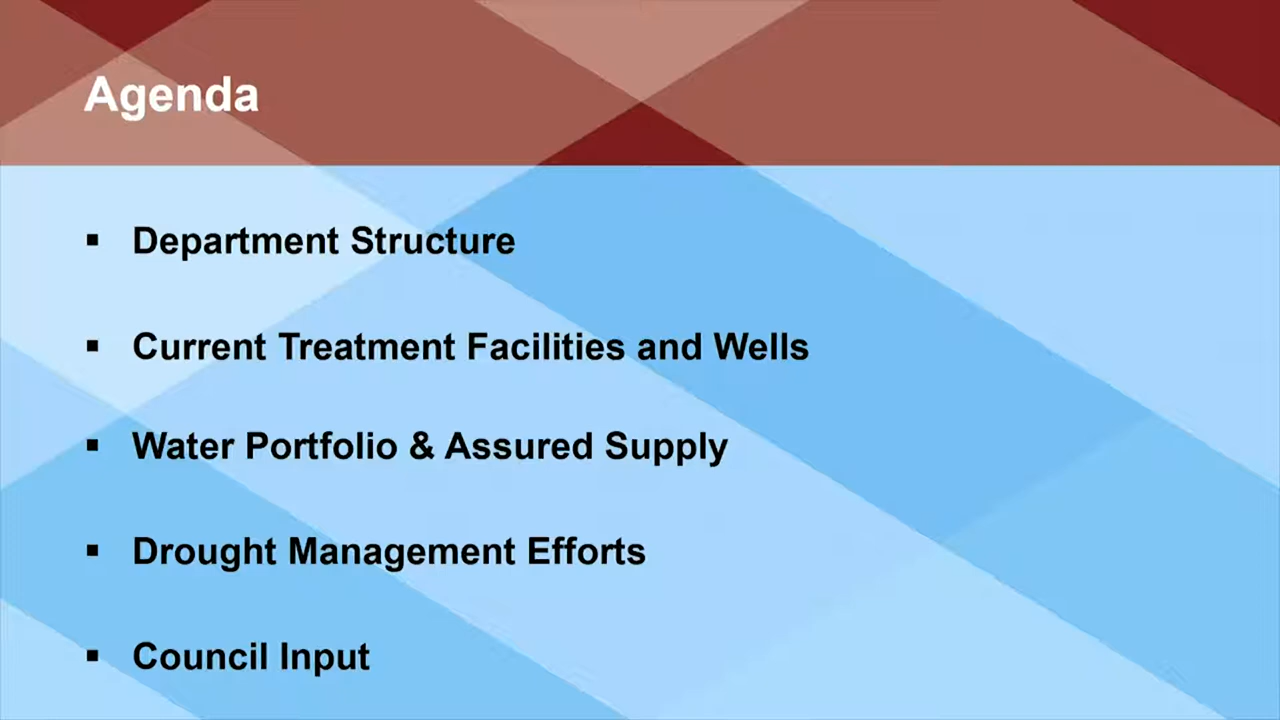 Agenda
▪ Department Structure
▪ Current Treatment Facilities and Wells
▪ Water Portfolio & Assured Supply
▪ Drought Management Efforts
▪ Council Input